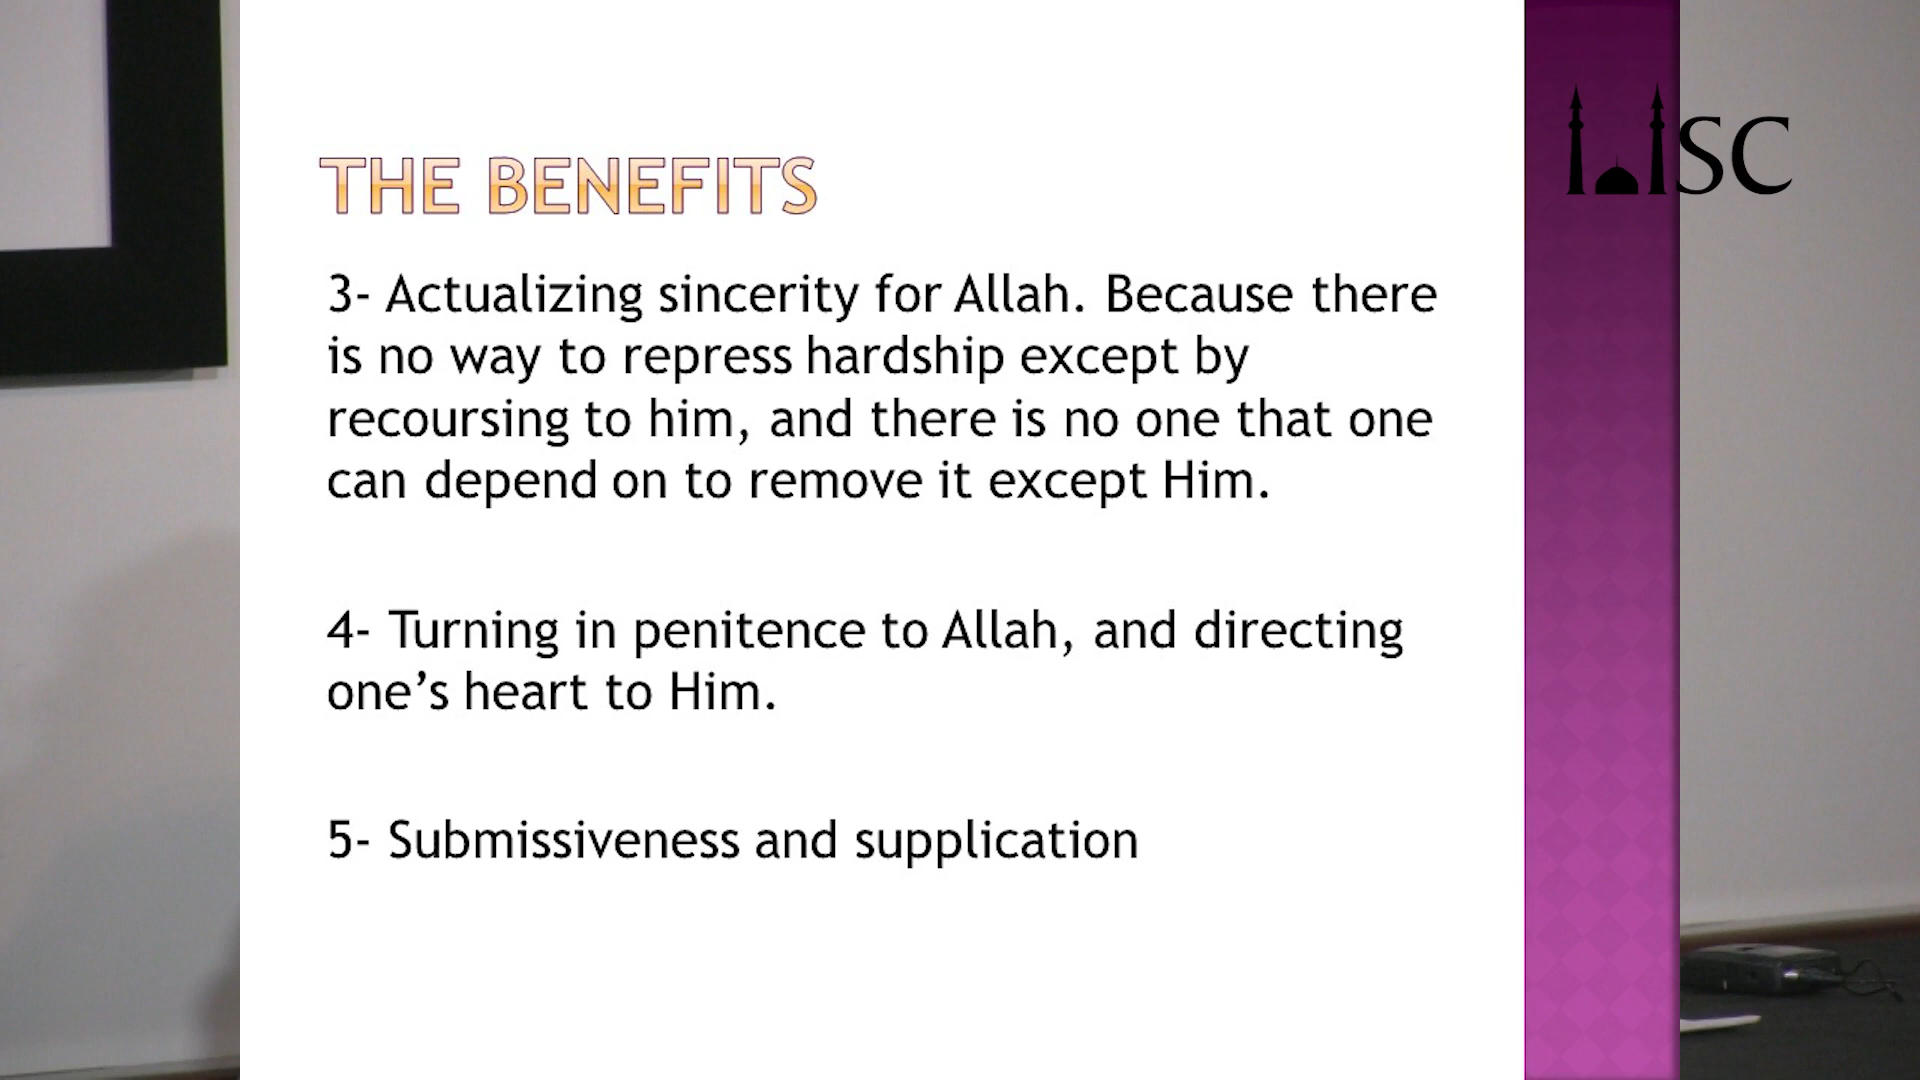 THE BENEFITS
3- Actualizing sincerity for Allah. Because there
is no way to repress hardship except by
recoursing to him, and there is no one that one
can depend on to remove it except Him.
4- Turning in penitence to Allah, and directing
one’s heart to Him.
5- Submissiveness and supplication
SC